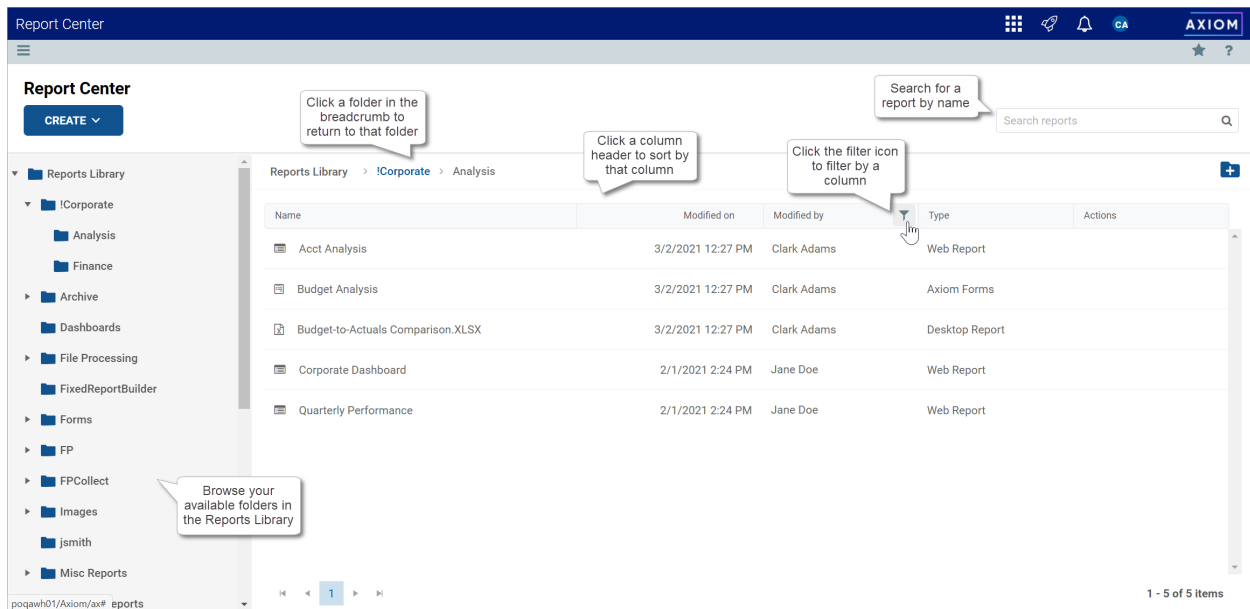 Report Center
CA
AXIOM
?
Report Center
CREATE
Click a folder in the
breadcrumb to
return to that folder
Search for a
report by name
Search reports
Click a column
header to sort by
that column
Click the filter icon
to filter by a
column
Reports Library
!Corporate
Analysis
Finance
Archive
Dashboards
File Processing
FixedReportBuilder
Forms
FP
FPCollect
Images
jsmith
Misc Reports
eports
poqawh01/Axiom/ax#
Browse your
available folders in
the Reports Library
Reports Library > !Corporate > Analysis
Name Modified on Modified by Type Actions
Acct Analysis 3/2/2021 12:27 PM Clark Adams Web Report
Budget Analysis 3/2/2021 12:27 PM Clark Adams Axiom Forms
Budget-to-Actuals Comparison.XLSX 3/2/2021 12:27 PM Clark Adams Desktop Report
Corporate Dashboard 2/1/2021 2:24 PM Jane Doe Web Report
Quarterly Performance 2/1/2021 2:24 PM Jane Doe Web Report
1
1 - 5 of 5 items